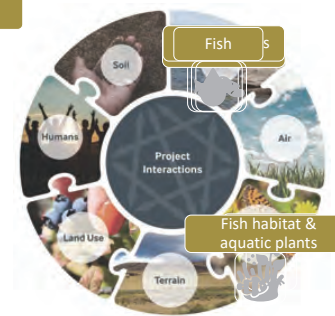 Fish
s
Soil
Humans
Air
Project
Interactions
Land Use
Fish habitat &
aquatic plants
Terrain